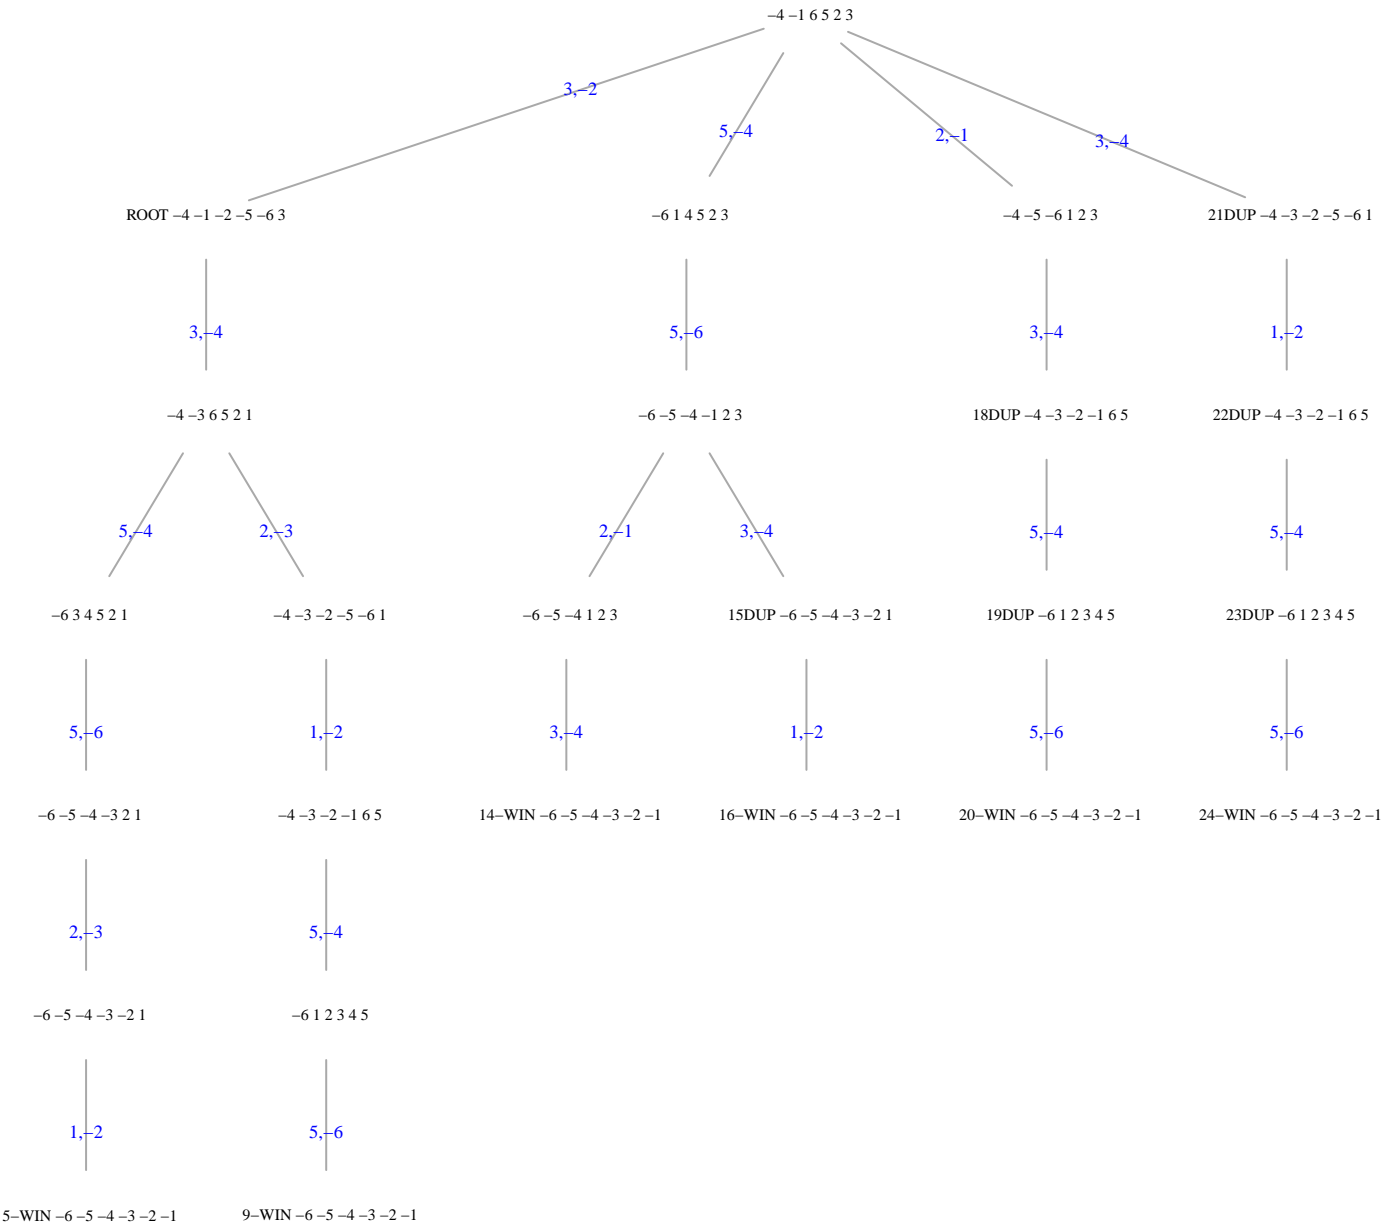 −4 −1 6 5 2 3
3,−2
5,−4
2,−1
3,−4
ROOT −4 −1 −2 −5 −6 3
−6 1 4 5 2 3
−4 −5 −6 1 2 3
21DUP −4 −3 −2 −5 −6 1
3,−4
5,−6
3,−4
1,−2
−4 −3 6 5 2 1
−6 −5 −4 −1 2 3
18DUP −4 −3 −2 −1 6 5
22DUP −4 −3 −2 −1 6 5
5,−4
2,−3
2,−1
3,−4
5,−4
5,−4
−6 3 4 5 2 1
−4 −3 −2 −5 −6 1
−6 −5 −4 1 2 3
15DUP −6 −5 −4 −3 −2 1
19DUP −6 1 2 3 4 5
23DUP −6 1 2 3 4 5
5,−6
1,−2
3,−4
1,−2
5,−6
5,−6
−6 −5 −4 −3 2 1
−4 −3 −2 −1 6 5
14−WIN −6 −5 −4 −3 −2 −1
16−WIN −6 −5 −4 −3 −2 −1
20−WIN −6 −5 −4 −3 −2 −1
24−WIN −6 −5 −4 −3 −2 −1
2,−3
5,−4
−6 −5 −4 −3 −2 1
−6 1 2 3 4 5
1,−2
5,−6
5−WIN −6 −5 −4 −3 −2 −1
9−WIN −6 −5 −4 −3 −2 −1